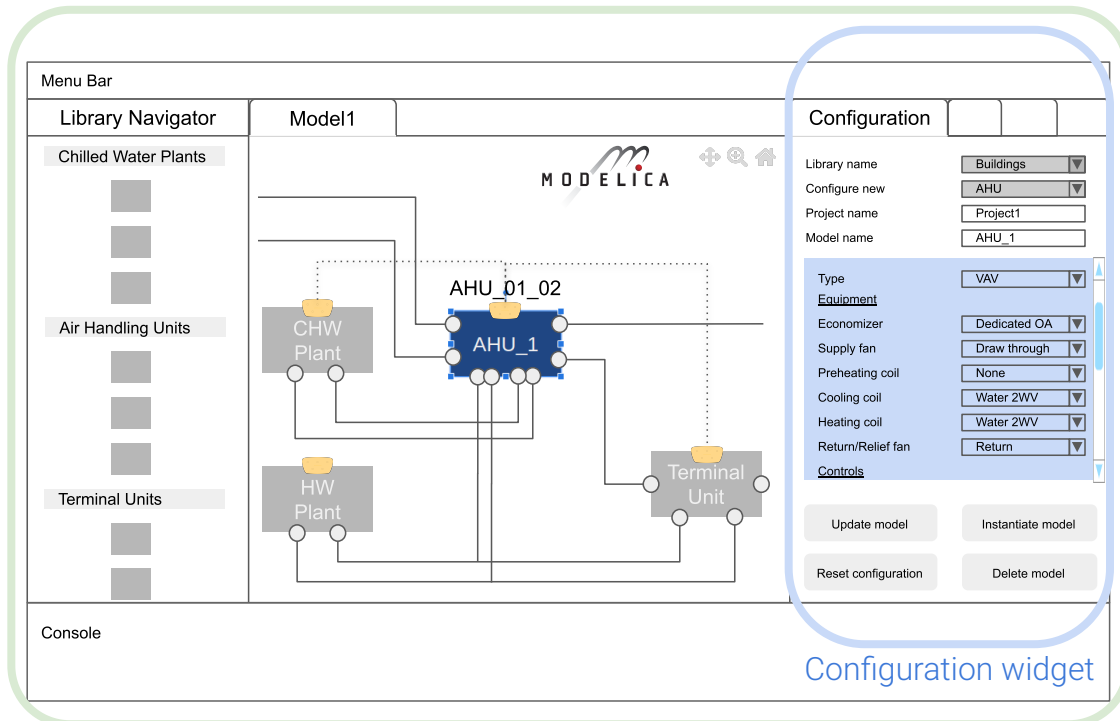 Menu Bar
Library Navigator
Chilled Water Plants
Air Handling Units
Terminal Units
Model1
MODELICA
AHU_01_02
CHW
Plant
AHU_1
HW
Plant
Terminal
Unit
Configuration
Library name Buildings
Configure new AHU
Project name Project1
Model name AHU_1
Type VAV
Equipment
Economizer Dedicated OA
Supply fan Draw through
Preheating coil None
Cooling coil Water 2WV
Heating coil Water 2WV
Return/Relief fan Return
Controls
Update model Instantiate model
Reset configuration Delete model
Console
Configuration widget